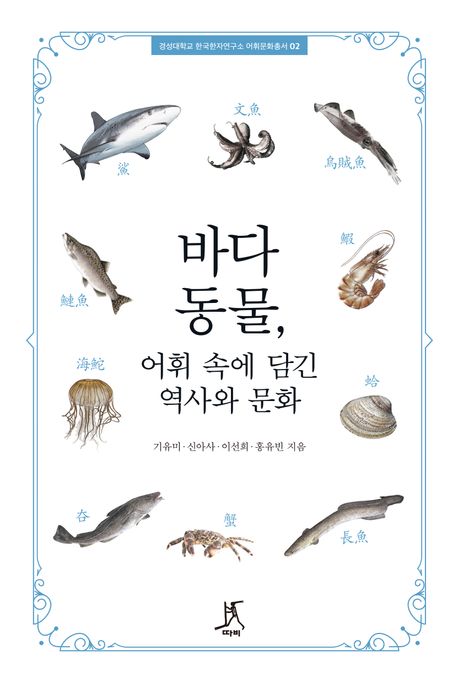 경성대학교 한국한자연구소 어휘문화총서 02
文魚
鯊
烏賊魚
바다
동물,
鰕
鰱魚
어휘 속에 담긴
역사와 문화
海鮀
蛤
기유미·신아사·이선희·홍유빈 지음
夻
蟹
長魚
따비